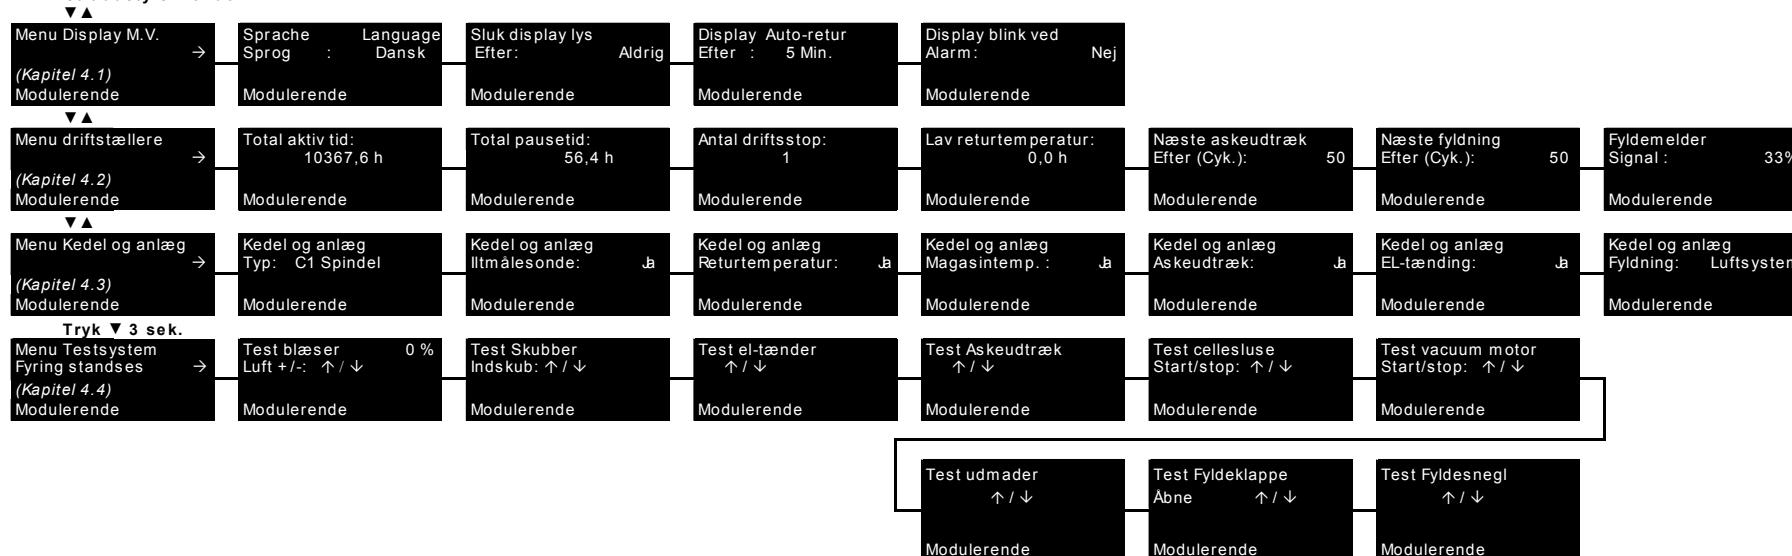 ▼▲
Menu Display M.V.
→
(Kapitel 4.1)
Modulerende
Sprache Language
Sprog : Dansk
Modulerende
Sluk display lys
Efter: Aldrig
Modulerende
Display Auto-retur
Efter : 5 Min.
Modulerende
Display blink ved
Alarm: Nej
Modulerende
▼▲
Menu driftstællere
→
(Kapitel 4.2)
Modulerende
Total aktiv tid:
10367,6 h
Modulerende
Total pausetid:
56,4 h
Modulerende
Antal driftsstop:
1
Modulerende
Lav returtemperatur:
0,0 h
Modulerende
Næste askeudtræk
Efter (Cyk.): 50
Modulerende
Næste fyldning
Efter (Cyk.): 50
Modulerende
Fyldemelder
Signal : 33%
Modulerende
▼▲
Menu Kedel og anlæg
→
(Kapitel 4.3)
Modulerende
Kedel og anlæg
Typ: C1 Spindel
Modulerende
Kedel og anlæg
Iltmålesonde: Ja
Modulerende
Kedel og anlæg
Returtemperatur: Ja
Modulerende
Kedel og anlæg
Magasintemp. : Ja
Modulerende
Kedel og anlæg
Askeudtræk: Ja
Modulerende
Kedel og anlæg
EL-tænding: Ja
Modulerende
Kedel og anlæg
Fyldning: Luftsystem
Modulerende
Tryk ▼ 3 sek.
Menu Testsystem
Fyring standses →
(Kapitel 4.4)
Modulerende
Test blæser 0 %
Luft +/-: ↑ / ↓
Modulerende
Test Skubber
Indskub: ↑ / ↓
Modulerende
Test el-tænder
↑ / ↓
Modulerende
Test Askeudtræk
↑ / ↓
Modulerende
Test cellesluse
Start/stop: ↑ / ↓
Modulerende
Test vacuum motor
Start/stop: ↑ / ↓
Modulerende
Test udmader
↑ / ↓
Modulerende
Test Fyldeklappe
Åbne ↑ / ↓
Modulerende
Test Fyldesnegl
↑ / ↓
Modulerende